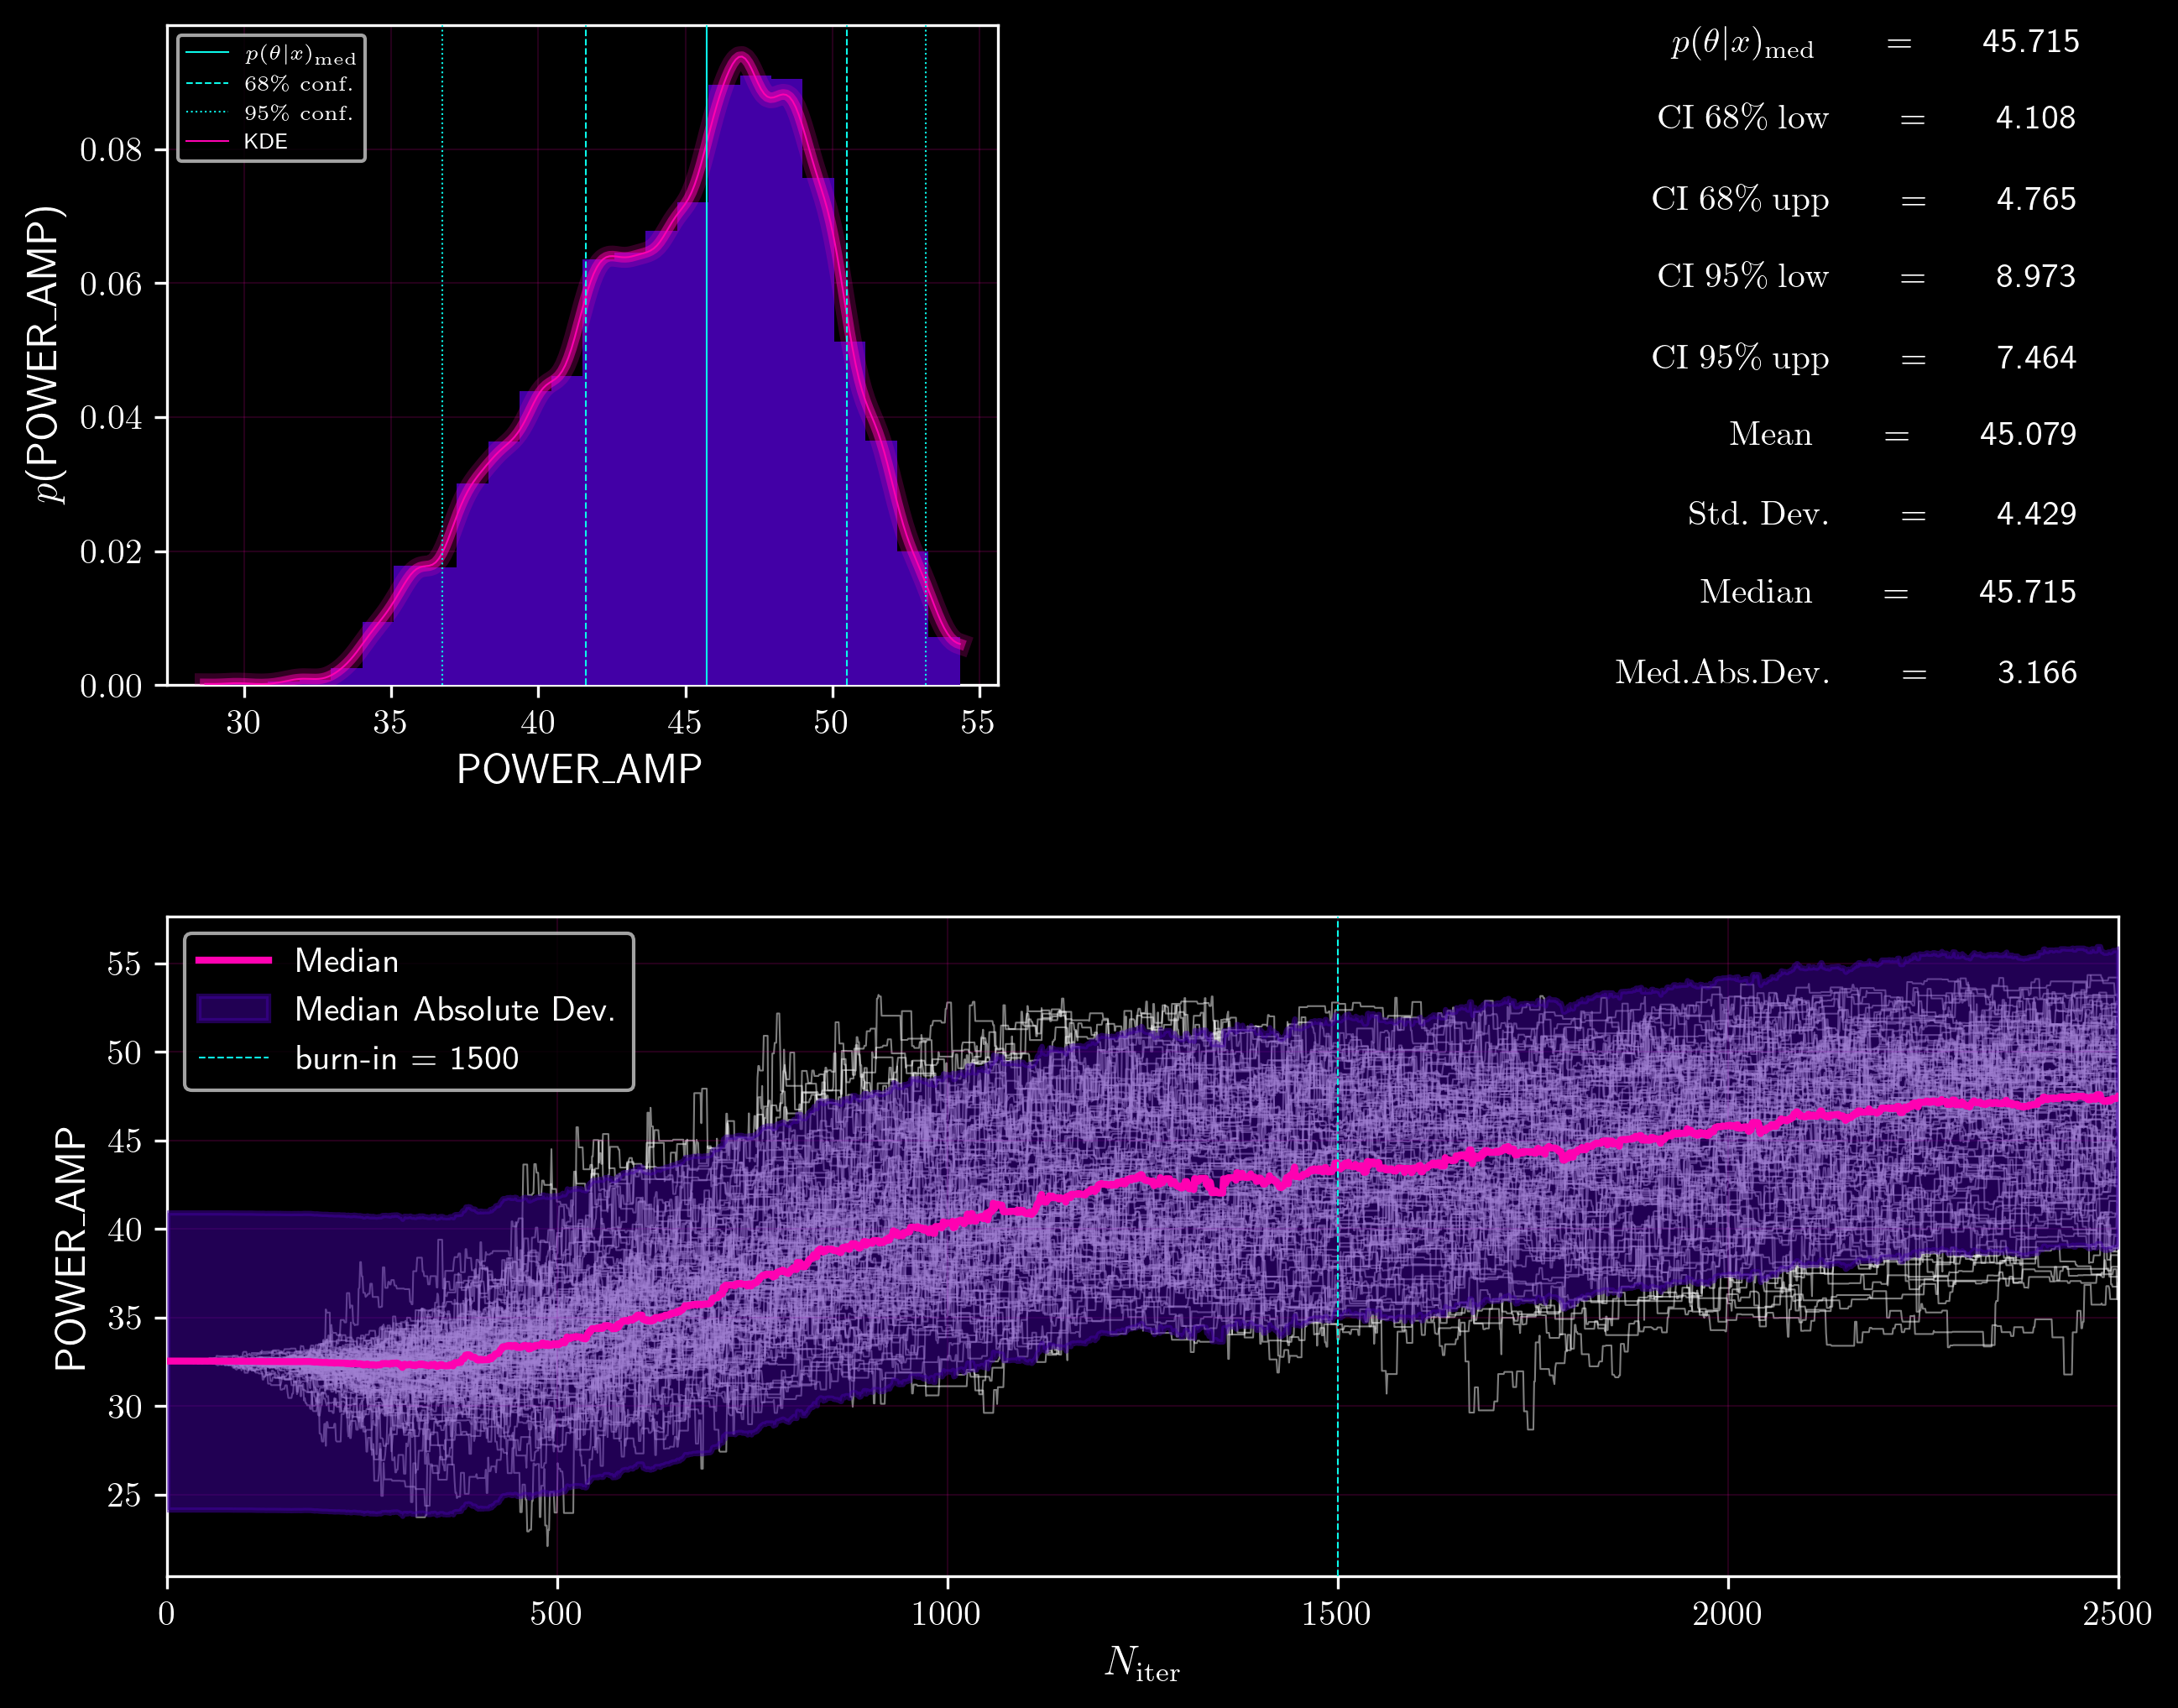 p(θ|x)med
68% conf.
95% conf.
KDE
p(POWER_AMP)
0.08
0.06
0.04
0.02
0.00
30 35 40 45 50 55
POWER_AMP
p(θ|x)med = 45.715
CI 68% low = 4.108
CI 68% upp = 4.765
CI 95% low = 8.973
CI 95% upp = 7.464
Mean = 45.079
Std. Dev. = 4.429
Median = 45.715
Med.Abs.Dev. = 3.166
Median
Median Absolute Dev.
burn-in = 1500
POWER_AMP
55
50
45
40
35
30
25
0 500 1000 1500 2000 2500
Niter